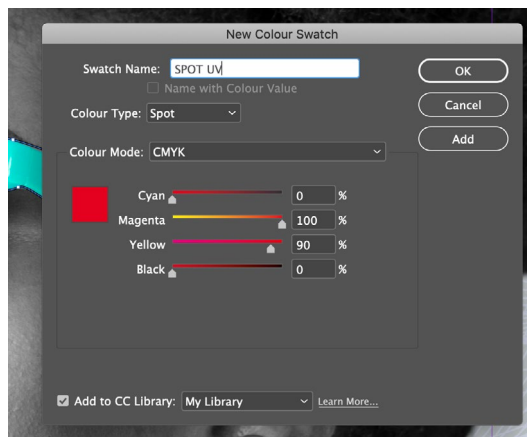 New Colour Swatch
Swatch Name: SPOT UV
Name with Colour Value
Colour Type: Spot
Colour Mode: CMYK
Cyan 0 %
Magenta 100 %
Yellow 90 %
Black 0 %
OK
Cancel
Add
Add to CC Library: My Library Learn More...